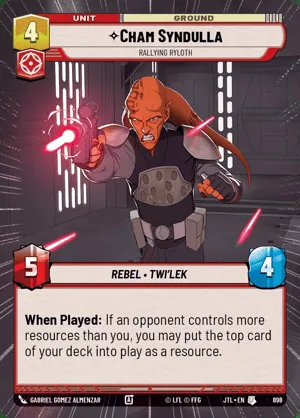 UNIT
GROUND
4
CHAM SYNDULLA
RALLYING RYLOTH
5
4
REBEL • TWI'LEK
When Played: If an opponent controls more
resources than you, you may put the top card
of your deck into play as a resource.
GABRIEL GOMEZ ALMENZAR
© LFL © FFG
JTL • EN
898